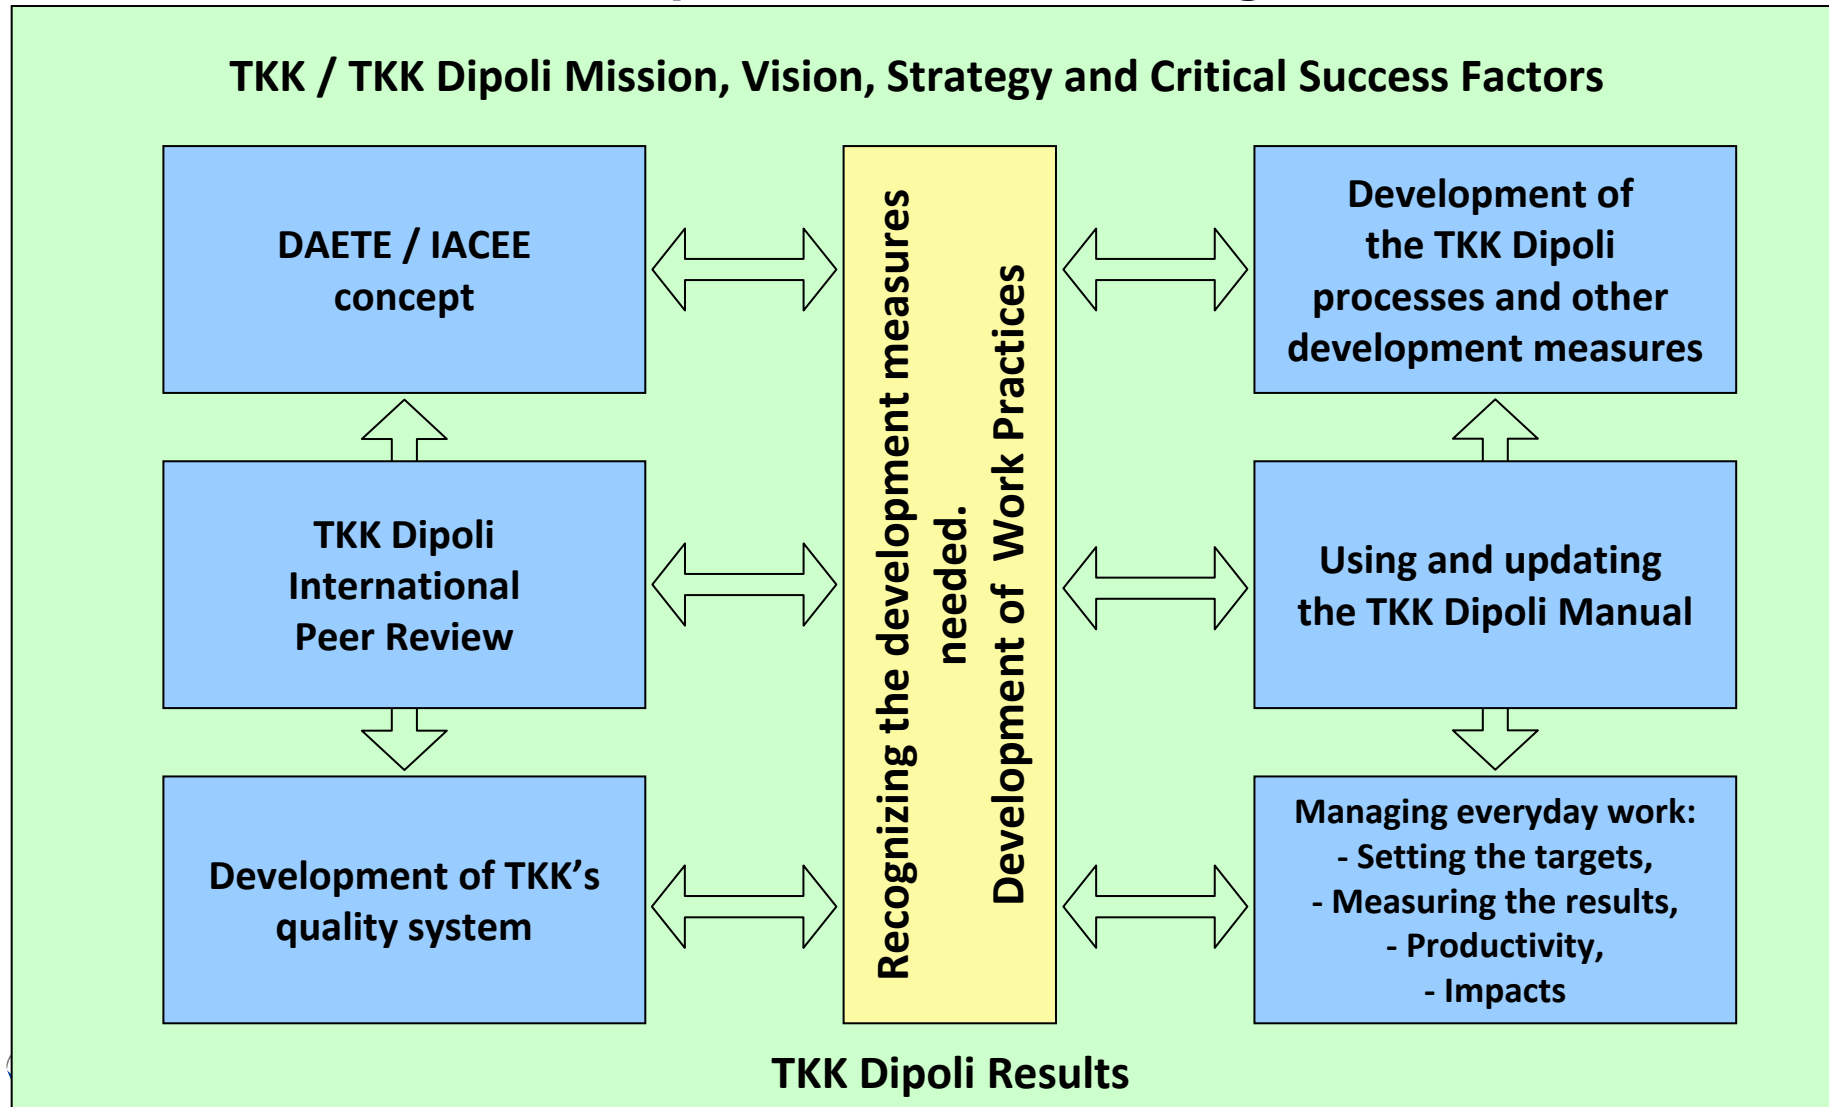 TKK / TKK Dipoli Mission, Vision, Strategy and Critical Success Factors
DAETE / IACEE
concept
TKK Dipoli
International
Peer Review
Development of TKK’s
quality system
Recognizing the development measures
needed.
Development of Work Practices
Development of
the TKK Dipoli
processes and other
development measures
Using and updating
the TKK Dipoli Manual
Managing everyday work:
- Setting the targets,
- Measuring the results,
- Productivity,
- Impacts
TKK Dipoli Results